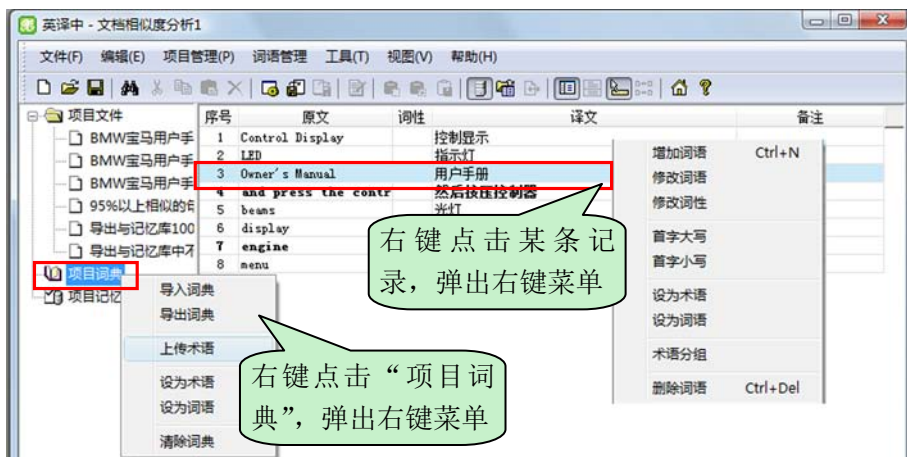 英译中 - 文档相似度分析1
文件(F) 编辑(E) 项目管理(P) 词语管理 工具(T) 视图(V) 帮助(H)
项目文件
BMW宝马用户手
BMW宝马用户手
BMW宝马用户手
95%以上相似的句
导出与记忆库100
导出与记忆库中不
项目词典
项目记忆
序号 原文 词性 译文 备注
1 Control Display 控制显示
2 LED 指示灯
3 Owner's Manual 用户手册
4 and press the contr 然后按压控制器
5 beams 光灯
6 display
7 engine
8 menu
导入词典
导出词典
上传术语
设为术语
设为词语
清除词典
增加词语 Ctrl+N
修改词语
修改词性
首字大写
首字小写
设为术语
设为词语
术语分组
删除词语 Ctrl+Del
右键点击某条记
录，弹出右键菜单
右键点击“项目词
典”，弹出右键菜单